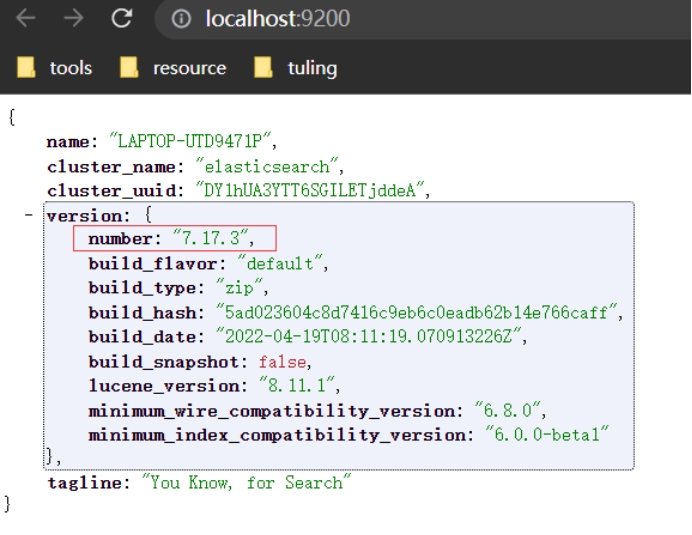 localhost:9200
tools resource tuling
{
name: "LAPTOP-UTD9471P",
cluster_name: "elasticsearch",
cluster_uuid: "DY1hUA3YTT6SGILETjddeA",
- version: {
number: "7.17.3",
build_flavor: "default",
build_type: "zip",
build_hash: "5ad023604c8d7416c9eb6c0eadb62b14e766caff",
build_date: "2022-04-19T08:11:19.070913226Z",
build_snapshot: false,
lucene_version: "8.11.1",
minimum_wire_compatibility_version: "6.8.0",
minimum_index_compatibility_version: "6.0.0-beta1"
},
tagline: "You Know, for Search"
}